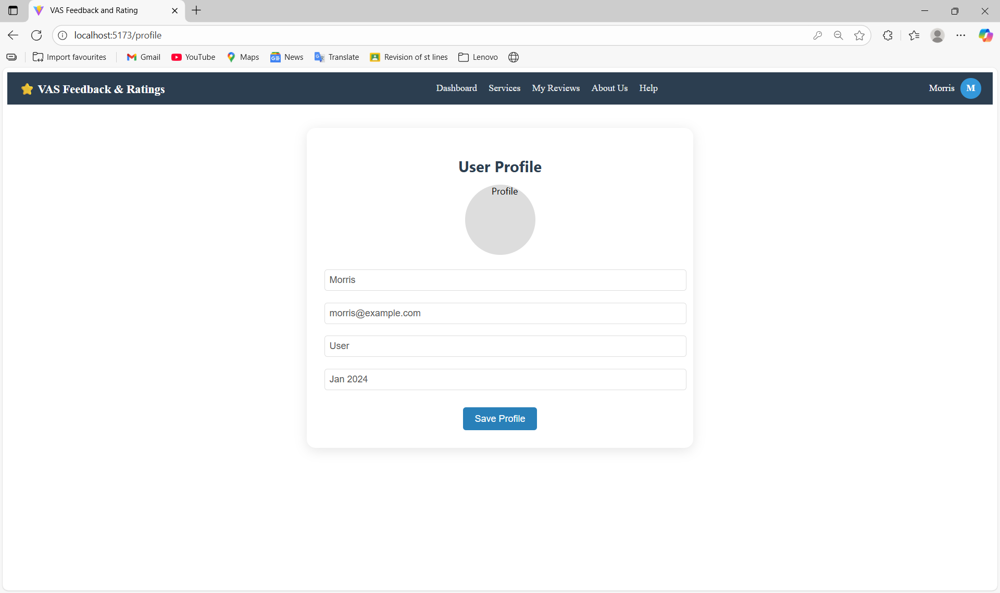 VAS Feedback and Rating
localhost:5173/profile
Import favourites Gmail YouTube Maps News Translate Revision of st lines Lenovo
VAS Feedback & Ratings Dashboard Services My Reviews About Us Help Morris M
User Profile
Profile
Morris
morris@example.com
User
Jan 2024
Save Profile